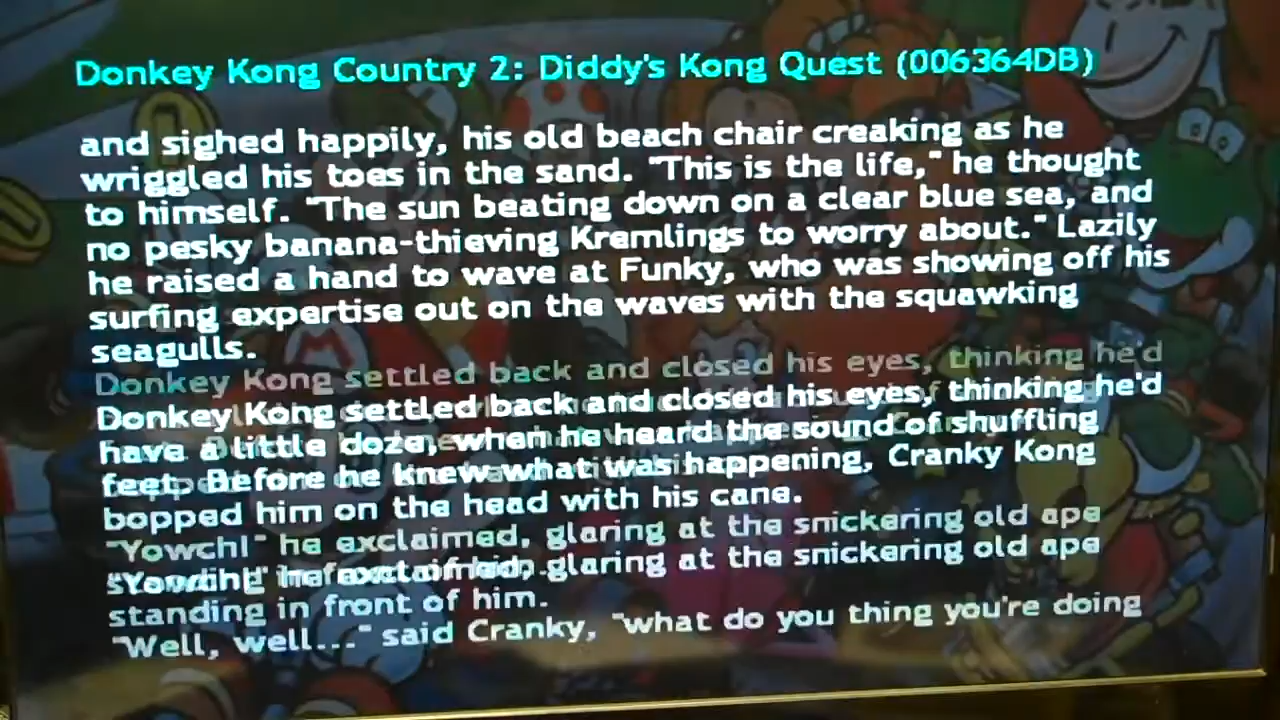 Donkey Kong Country 2: Diddy's Kong Quest (006364DB)
and sighed happily, his old beach chair creaking as he
wriggled his toes in the sand. "This is the life," he thought
to himself. "The sun beating down on a clear blue sea, and
no pesky banana-thieving Kremlings to worry about." Lazily
he raised a hand to wave at Funky, who was showing off his
surfing expertise out on the waves with the squawking
seagulls.
Donkey Kong settled back and closed his eyes, thinking he'd
Donkey Kong settled back and closed his eyes, thinking he'd
have a little doze, when he heard the sound of shuffling
feet. Before he knew what was happening, Cranky Kong
bopped him on the head with his cane.
"Yowch!" he exclaimed, glaring at the snickering old ape
"Yowch!" he exclaimed, glaring at the snickering old ape
standing in front of him.
"Well, well..." said Cranky, "what do you thing you're doing